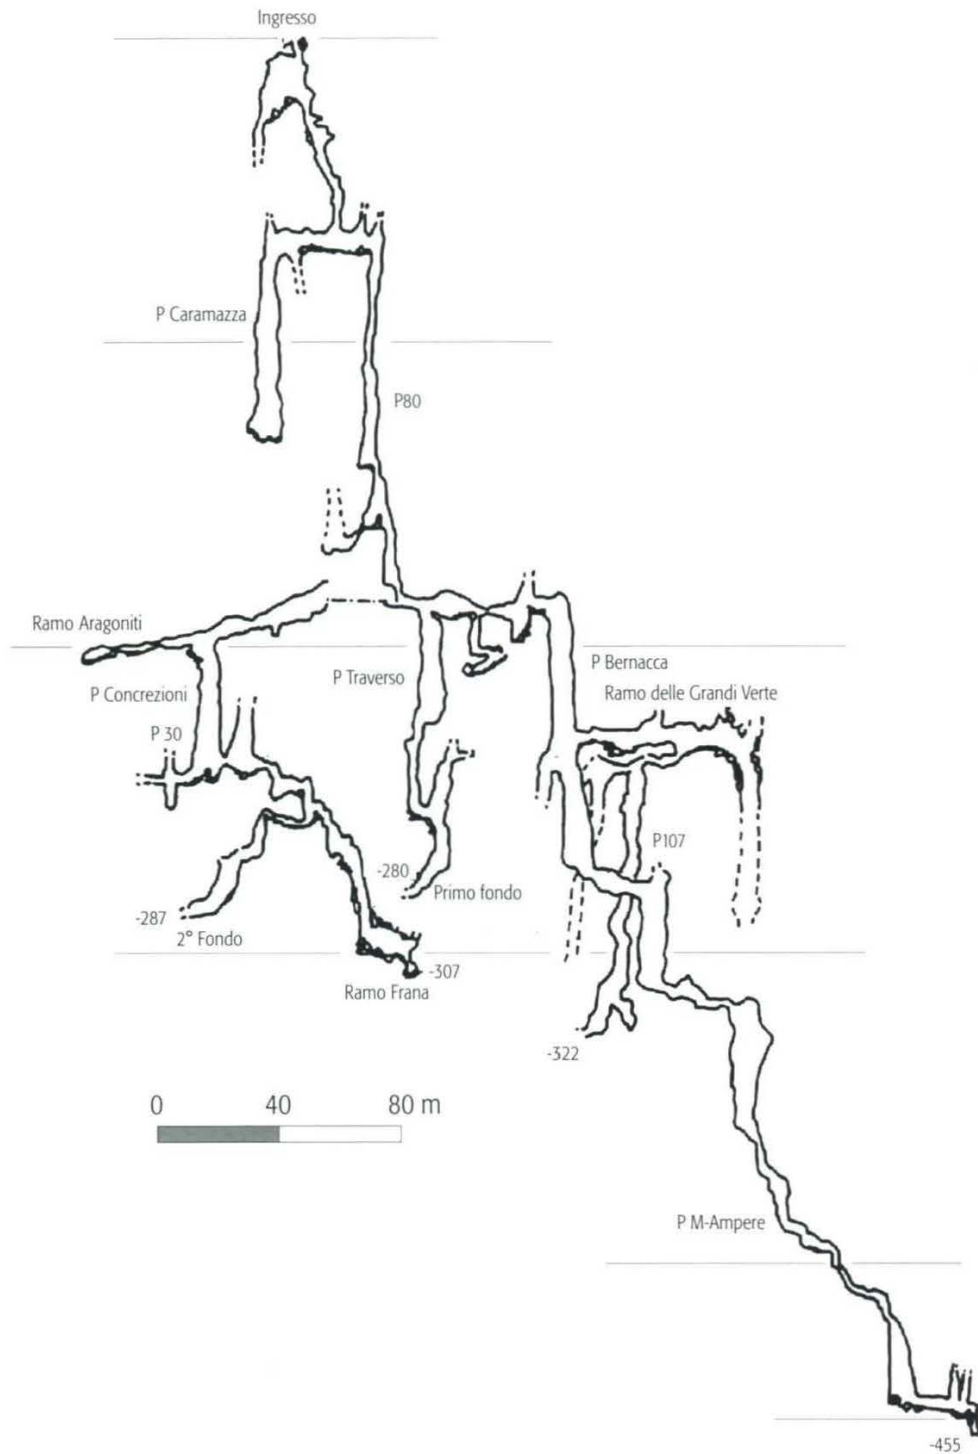 Ingresso
P Caramazza
P80
Ramo Aragoniti
P Concrezioni
P Traverso
P Bernacca
Ramo delle Grandi Verte
P 30
P107
-280
Primo fondo
-287
2° Fondo
-307
Ramo Frana
-322
0 40 80 m
P M-Ampere
-455